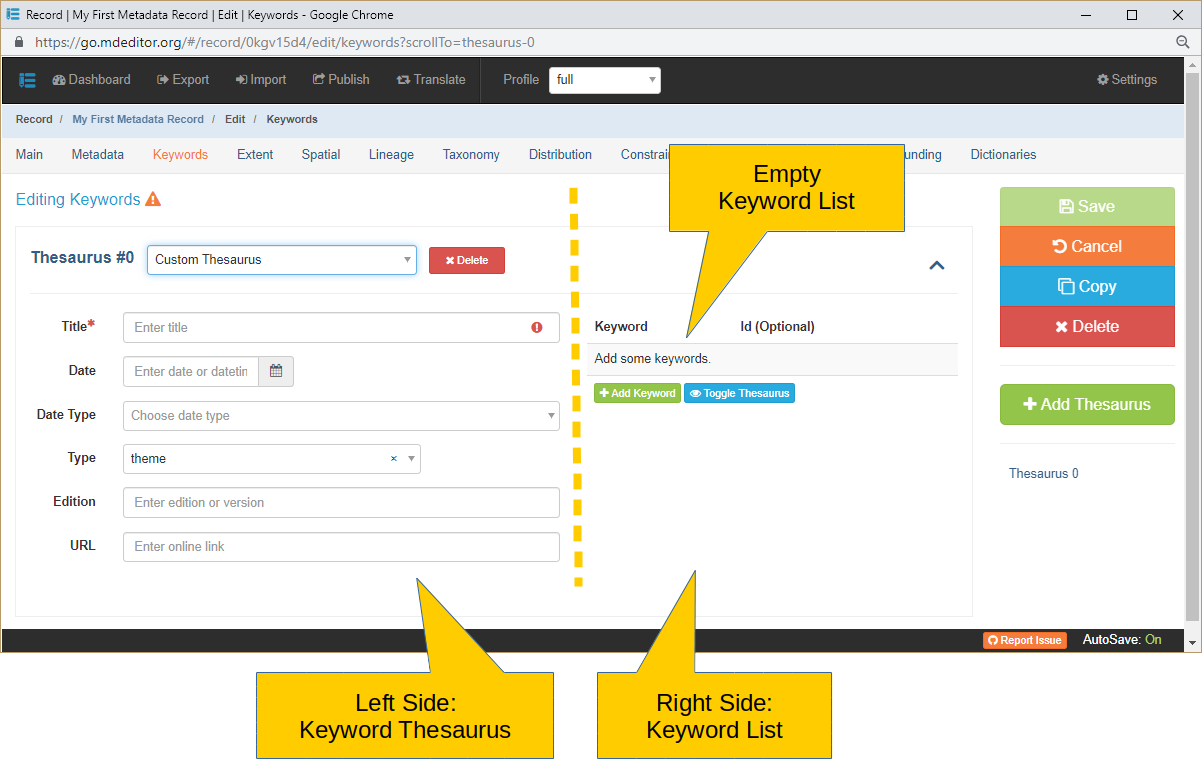 Record | My First Metadata Record | Edit | Keywords - Google Chrome
https://go.mdeditor.org/#/record/0kgv15d4/edit/keywords?scrollTo=thesaurus-0
Dashboard Export Import Publish Translate Profile full Settings
Record / My First Metadata Record / Edit / Keywords
Main Metadata Keywords Extent Spatial Lineage Taxonomy Distribution Constrai unding Dictionaries
Empty
Keyword List
Editing Keywords
Save
Thesaurus #0 Custom Thesaurus Delete
Cancel
Copy
Delete
Title* Enter title
Keyword Id (Optional)
Add some keywords.
Date Enter date or datetin
Add Keyword Toggle Thesaurus
Add Thesaurus
Date Type Choose date type
Type theme ×
Thesaurus 0
Edition Enter edition or version
URL Enter online link
Report Issue AutoSave: On
Left Side:
Keyword Thesaurus
Right Side:
Keyword List